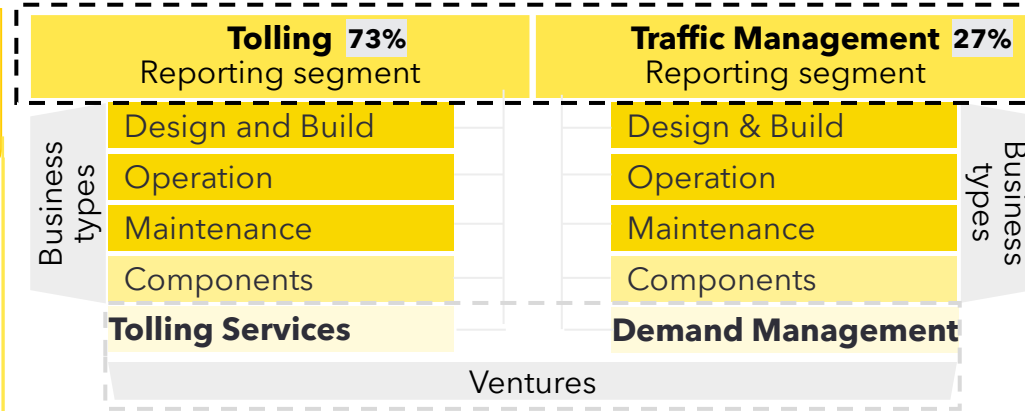 Tolling 73%
Reporting segment
Traffic Management 27%
Reporting segment
Business
types
Design and Build
Operation
Maintenance
Components
Tolling Services
Design & Build
Operation
Maintenance
Components
Demand Management
Business
types
Ventures